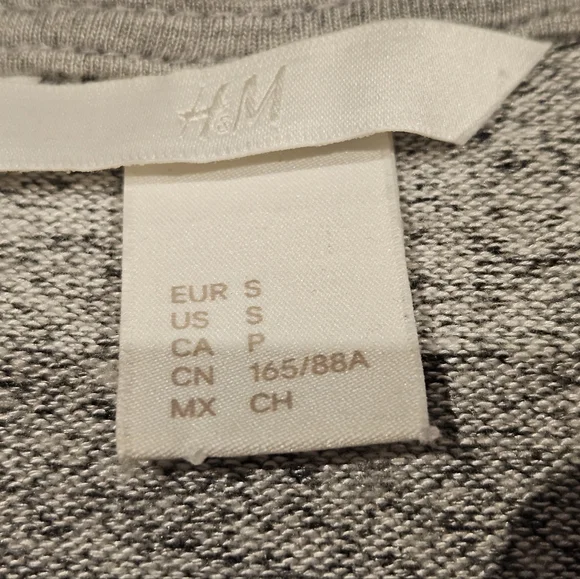 H&M
EUR S
US S
CA P
CN 165/88A
MX CH